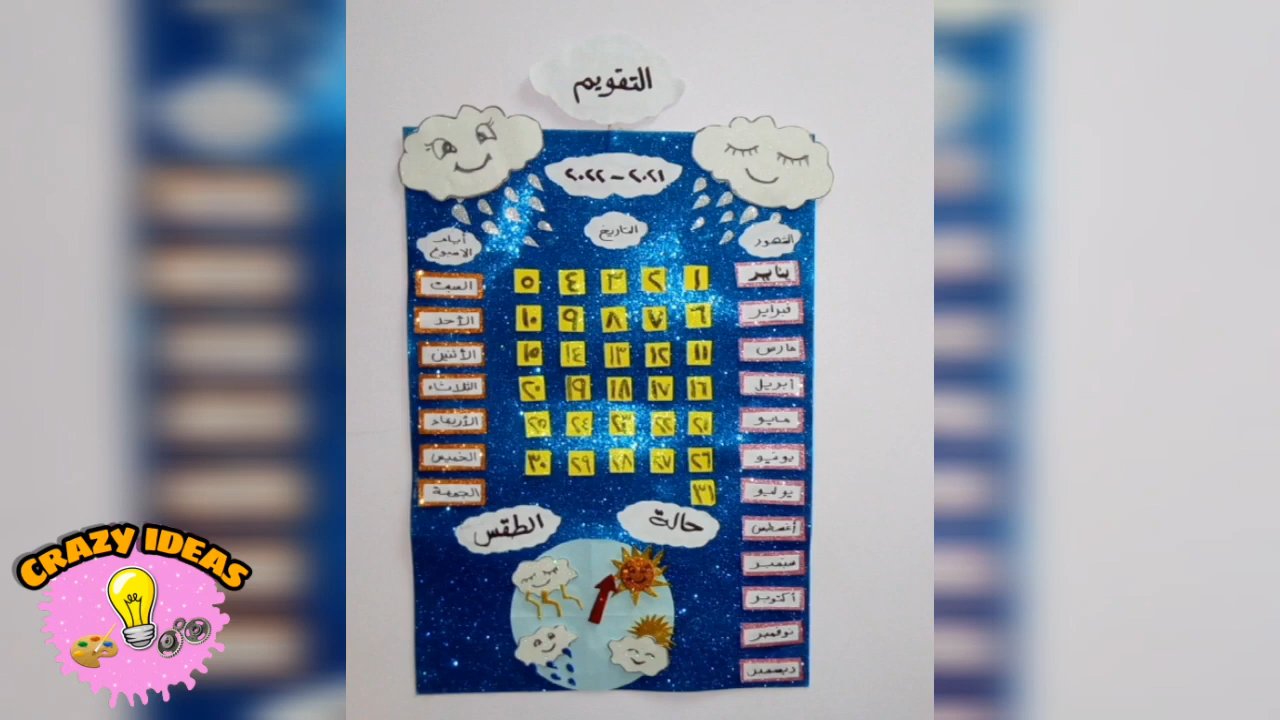 التقويم
٢٠٢١ - ٢٠٢٢
الشهور
التاريخ
أيام
الاسبوع
يناير
فبراير
مارس
أبريل
مايو
يونيو
يوليو
أغسطس
سبتمبر
أكتوبر
نوفمبر
ديسمبر
١ ٢ ٣ ٤ ٥
٦ ٧ ٨ ٩ ١٠
١١ ١٢ ١٣ ١٤ ١٥
١٦ ١٧ ١٨ ١٩ ٢٠
٢١ ٢٢ ٢٣ ٢٤ ٢٥
٢٦ ٢٧ ٢٨ ٢٩ ٣٠
٣١
السبت
الأحد
الأثنين
الثلاثاء
الأربعاء
الخميس
الجمعة
حالة الطقس
CRAZY IDEAS